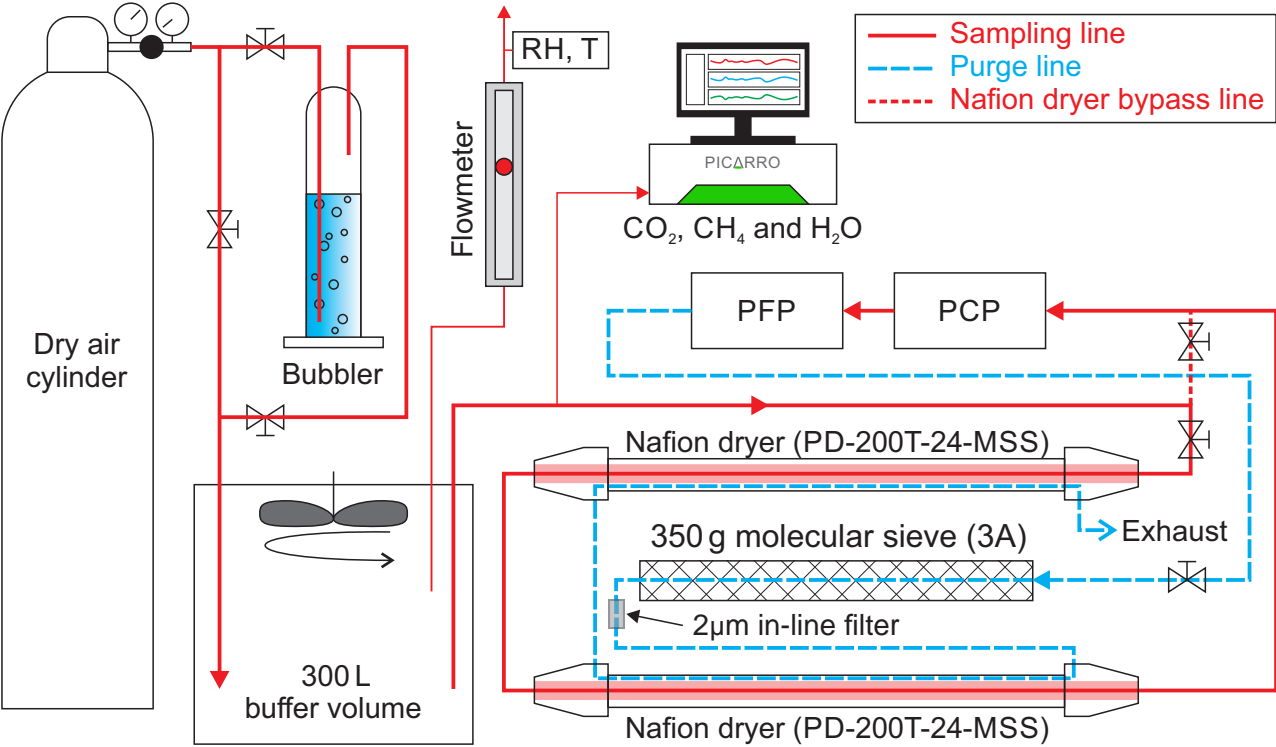 Sampling line
Purge line
Nafion dryer bypass line
RH, T
Flowmeter
PICARRO
CO₂, CH₄ and H₂O
Dry air
cylinder
Bubbler
PFP
PCP
Nafion dryer (PD-200T-24-MSS)
Exhaust
350 g molecular sieve (3A)
2µm in-line filter
300 L
buffer volume
Nafion dryer (PD-200T-24-MSS)